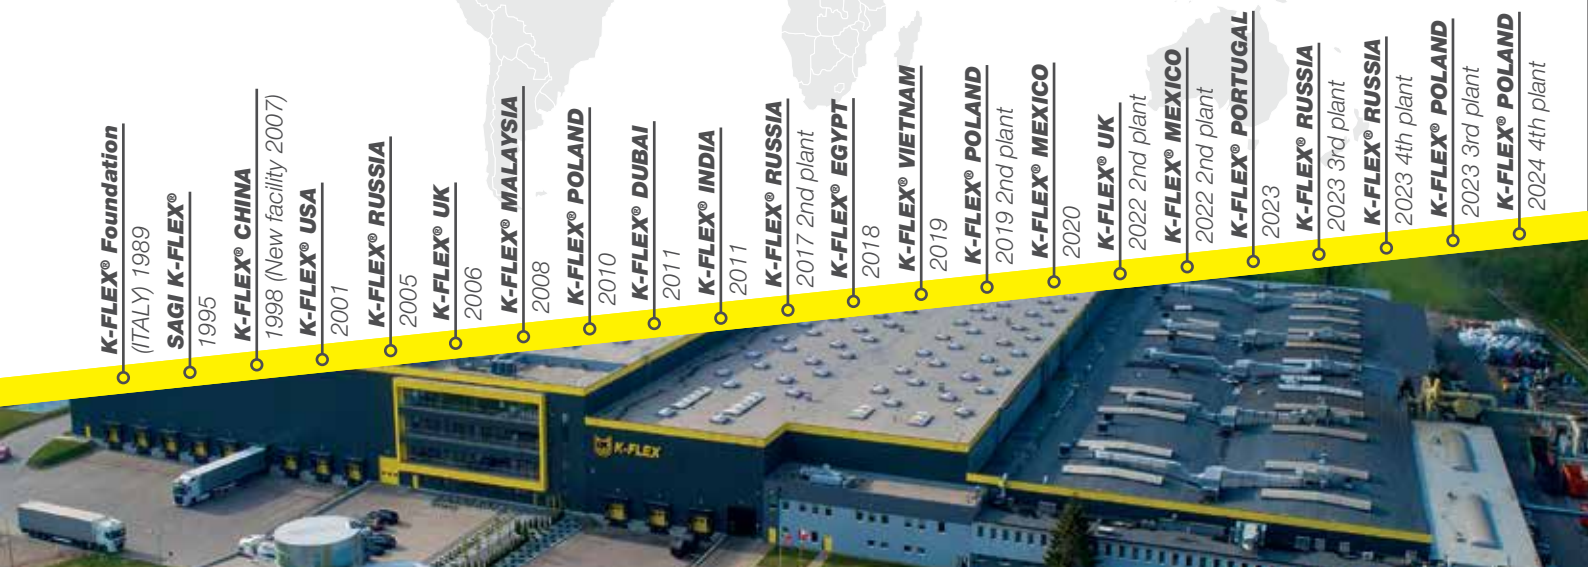 K-FLEX® Foundation
(ITALY) 1989
SAGI K-FLEX®
1995
K-FLEX® CHINA
1998 (New facility 2007)
K-FLEX® USA
2001
K-FLEX® RUSSIA
2005
K-FLEX® UK
2006
K-FLEX® MALAYSIA
2008
K-FLEX® POLAND
2010
K-FLEX® DUBAI
2011
K-FLEX® INDIA
2011
K-FLEX® RUSSIA
2017 2nd plant
K-FLEX® EGYPT
2018
K-FLEX® VIETNAM
2019
K-FLEX® POLAND
2019 2nd plant
K-FLEX® MEXICO
2020
K-FLEX® UK
2022 2nd plant
K-FLEX® MEXICO
2022 2nd plant
K-FLEX® PORTUGAL
2023
K-FLEX® RUSSIA
2023 3rd plant
K-FLEX® RUSSIA
2023 4th plant
K-FLEX® POLAND
2023 3rd plant
K-FLEX® POLAND
2024 4th plant
K-FLEX